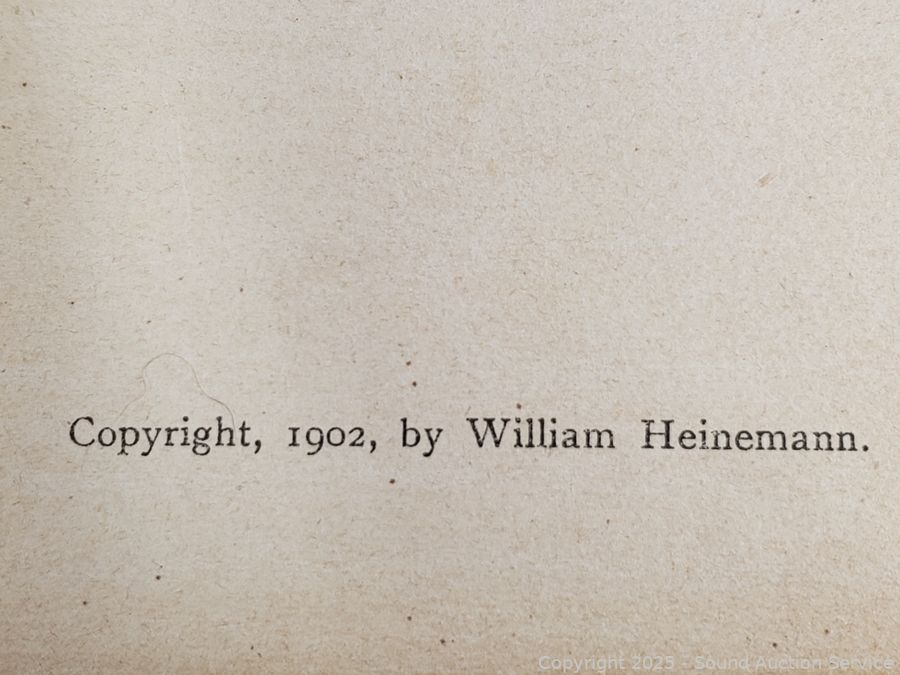 Copyright, 1902, by William Heinemann.
Copyright 2025 - Sound Auction Service